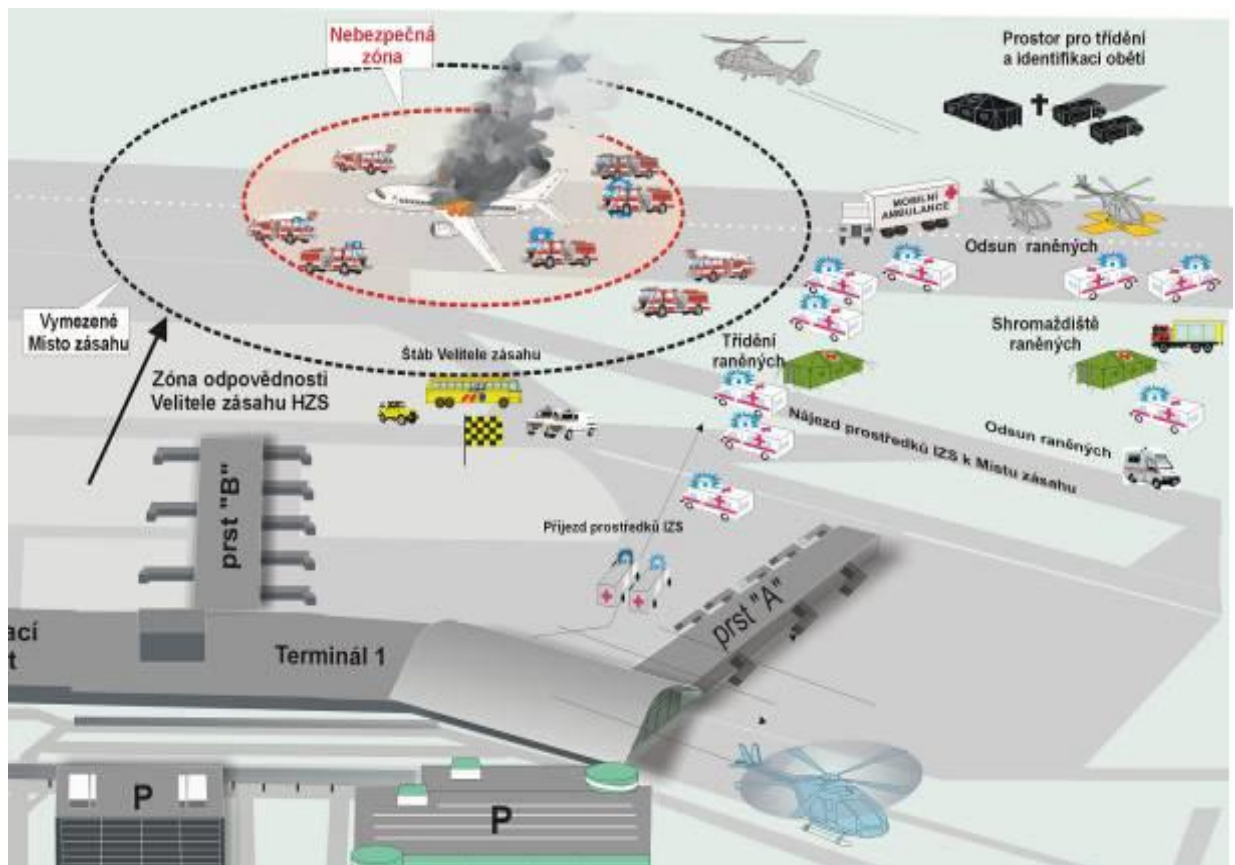 Nebezpečná
zóna
Prostor pro třídění
a identifikaci obětí
MOBILNÍ
AMBULANCE
Odsun raněných
Vymezené
Místo zásahu
Štáb Velitele zásahu
Třídění
raněných
Shromaždiště
raněných
Zóna odpovědnosti
Velitele zásahu HZS
Nájezd prostředků IZS k Místu zásahu
Odsun raněných
prst "B"
Příjezd prostředků IZS
prst "A"
ací
t
Terminál 1
P
P